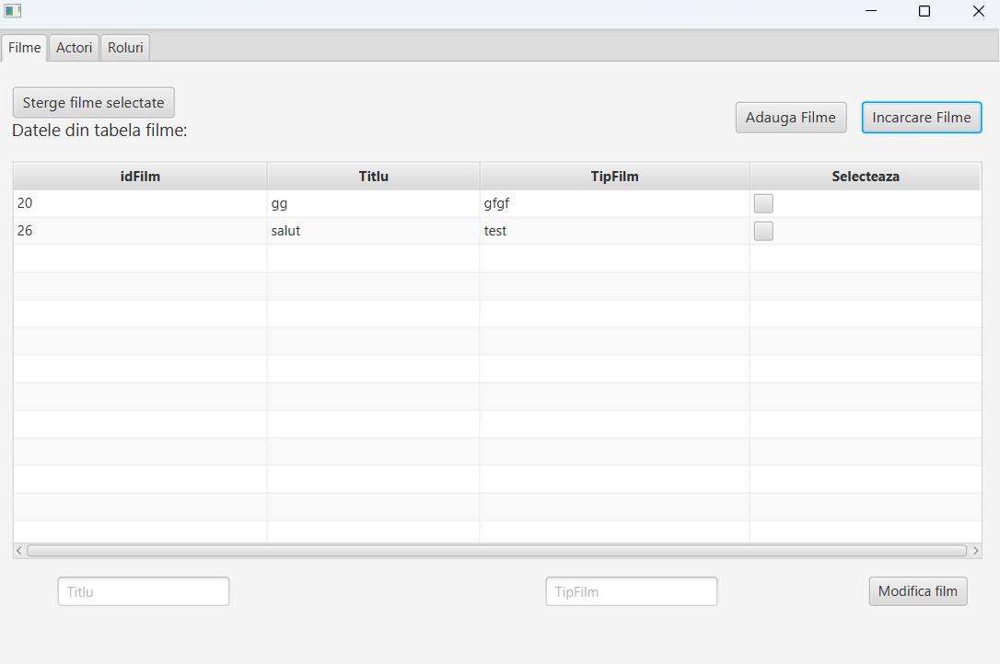 Filme Actori Roluri
Sterge filme selectate
Datele din tabela filme:
Adauga Filme Incarcare Filme
idFilm Titlu TipFilm Selecteaza
20 gg gfgf
26 salut test
Titlu TipFilm Modifica film